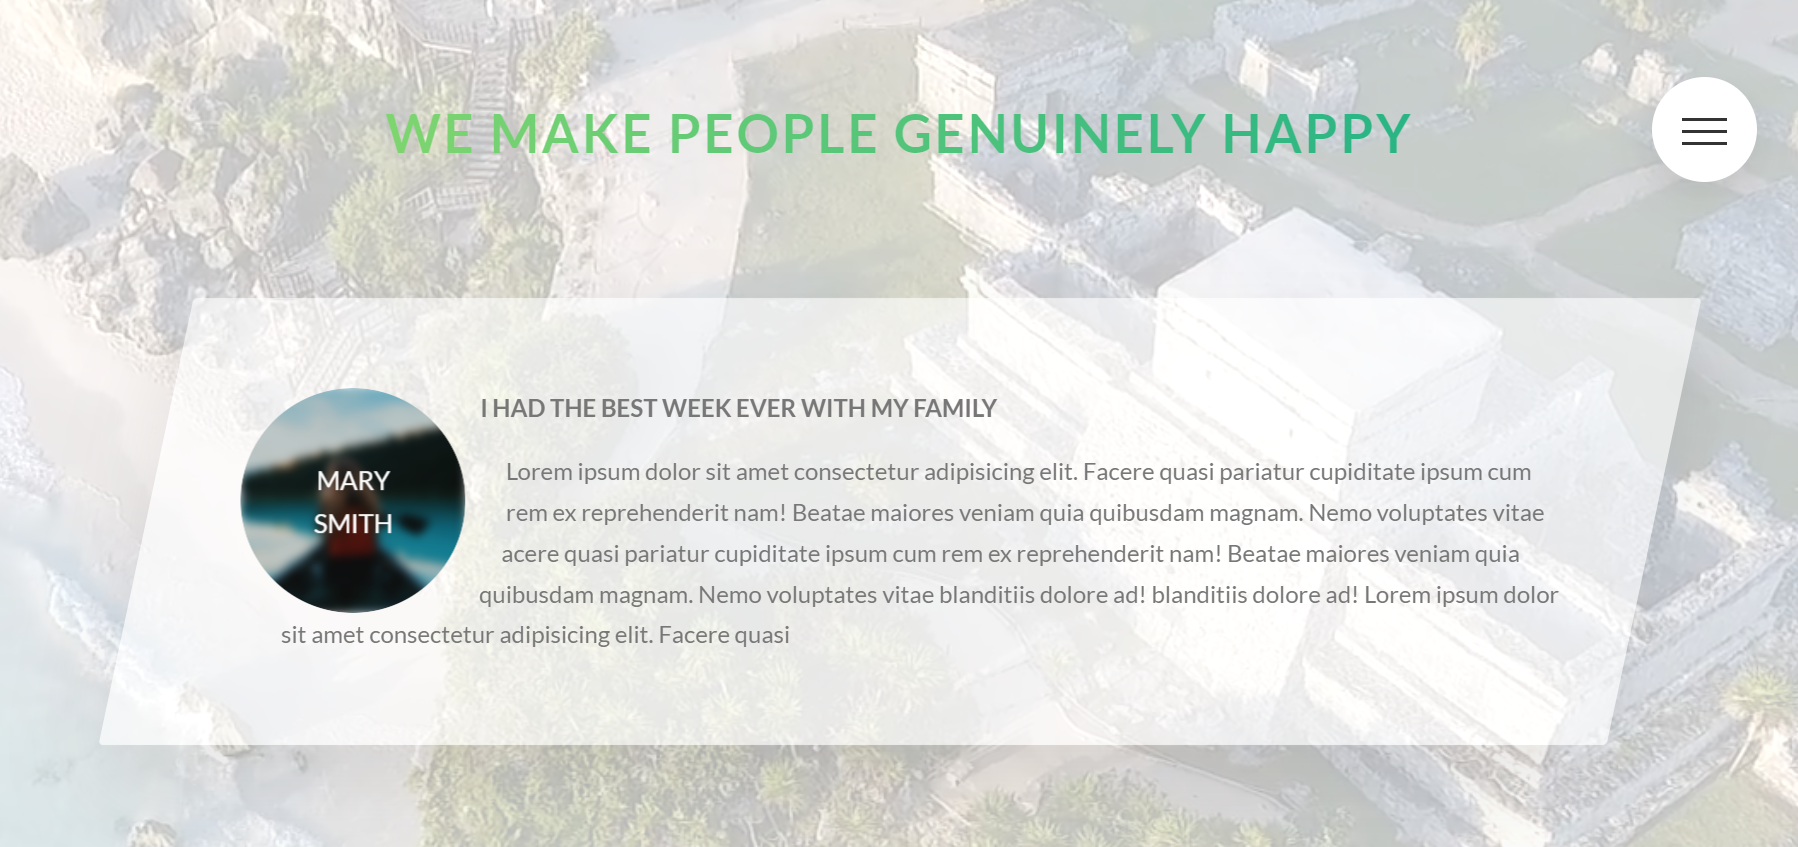 WE MAKE PEOPLE GENUINELY HAPPY
MARY
SMITH
I HAD THE BEST WEEK EVER WITH MY FAMILY
Lorem ipsum dolor sit amet consectetur adipisicing elit. Facere quasi pariatur cupiditate ipsum cum
rem ex reprehenderit nam! Beatae maiores veniam quia quibusdam magnam. Nemo voluptates vitae
acere quasi pariatur cupiditate ipsum cum rem ex reprehenderit nam! Beatae maiores veniam quia
quibusdam magnam. Nemo voluptates vitae blanditiis dolore ad! blanditiis dolore ad! Lorem ipsum dolor
sit amet consectetur adipisicing elit. Facere quasi